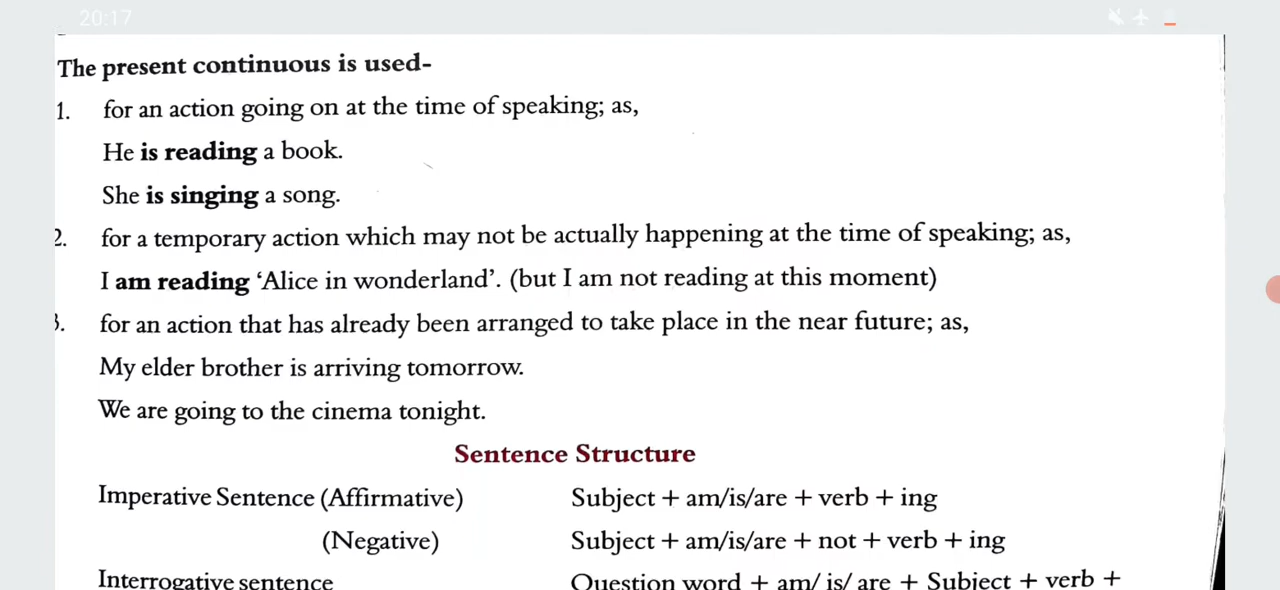 20:17
The present continuous is used-
1. for an action going on at the time of speaking; as,
He is reading a book.
She is singing a song.
2. for a temporary action which may not be actually happening at the time of speaking; as,
I am reading ‘Alice in wonderland’. (but I am not reading at this moment)
3. for an action that has already been arranged to take place in the near future; as,
My elder brother is arriving tomorrow.
We are going to the cinema tonight.
Sentence Structure
Imperative Sentence (Affirmative) Subject + am/is/are + verb + ing
(Negative) Subject + am/is/are + not + verb + ing
Interrogative sentence Question word + am/ is/ are + Subject + verb +